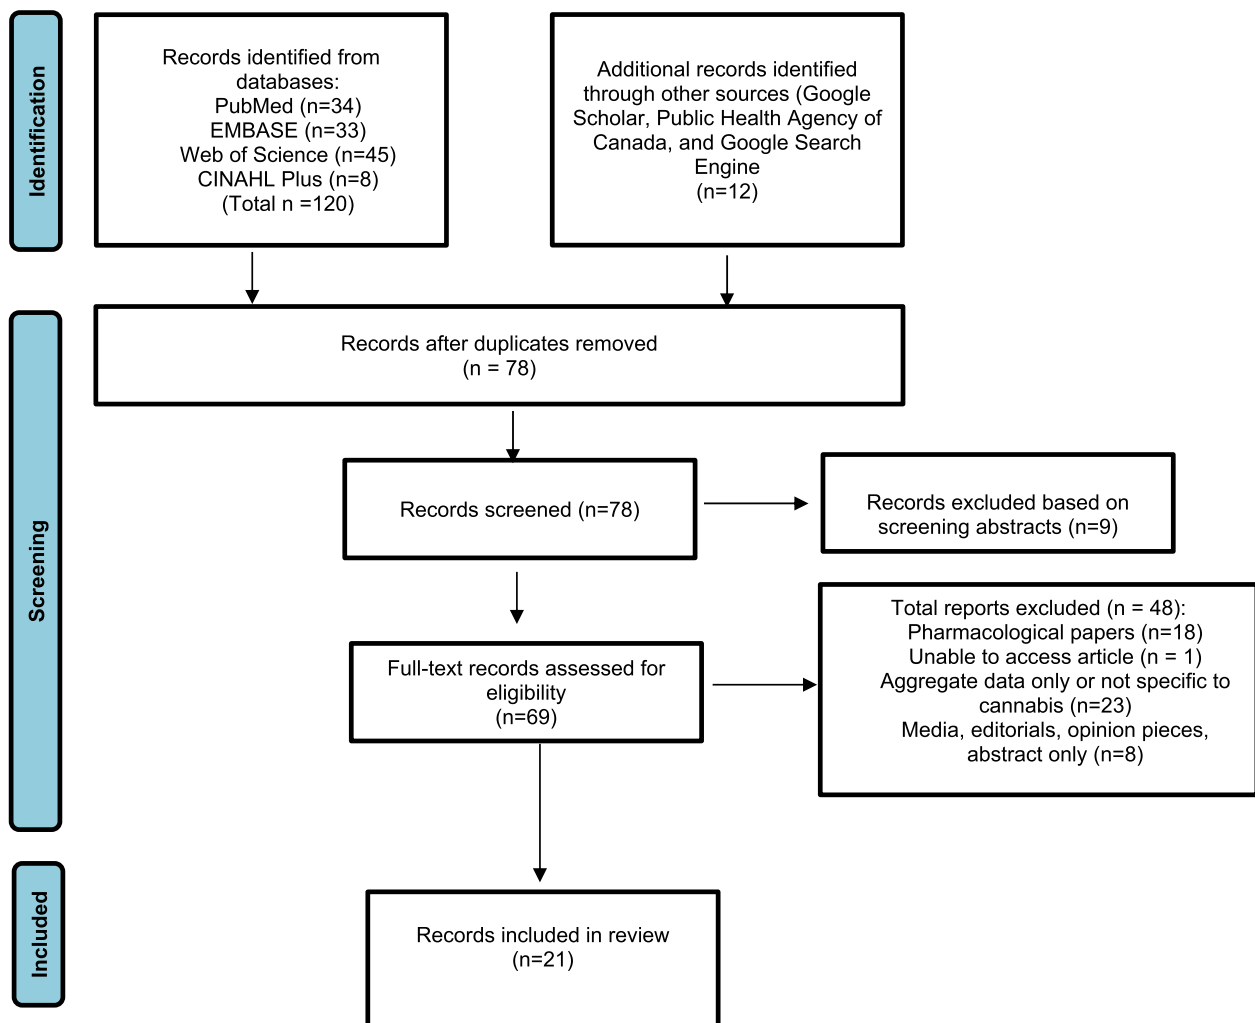 Identification
Records identified from
databases:
PubMed (n=34)
EMBASE (n=33)
Web of Science (n=45)
CINAHL Plus (n=8)
(Total n =120)
Additional records identified
through other sources (Google
Scholar, Public Health Agency of
Canada, and Google Search
Engine
(n=12)
Screening
Records after duplicates removed
(n = 78)
Records screened (n=78)
Records excluded based on
screening abstracts (n=9)
Full-text records assessed for
eligibility
(n=69)
Total reports excluded (n = 48):
Pharmacological papers (n=18)
Unable to access article (n = 1)
Aggregate data only or not specific to
cannabis (n=23)
Media, editorials, opinion pieces,
abstract only (n=8)
Included
Records included in review
(n=21)